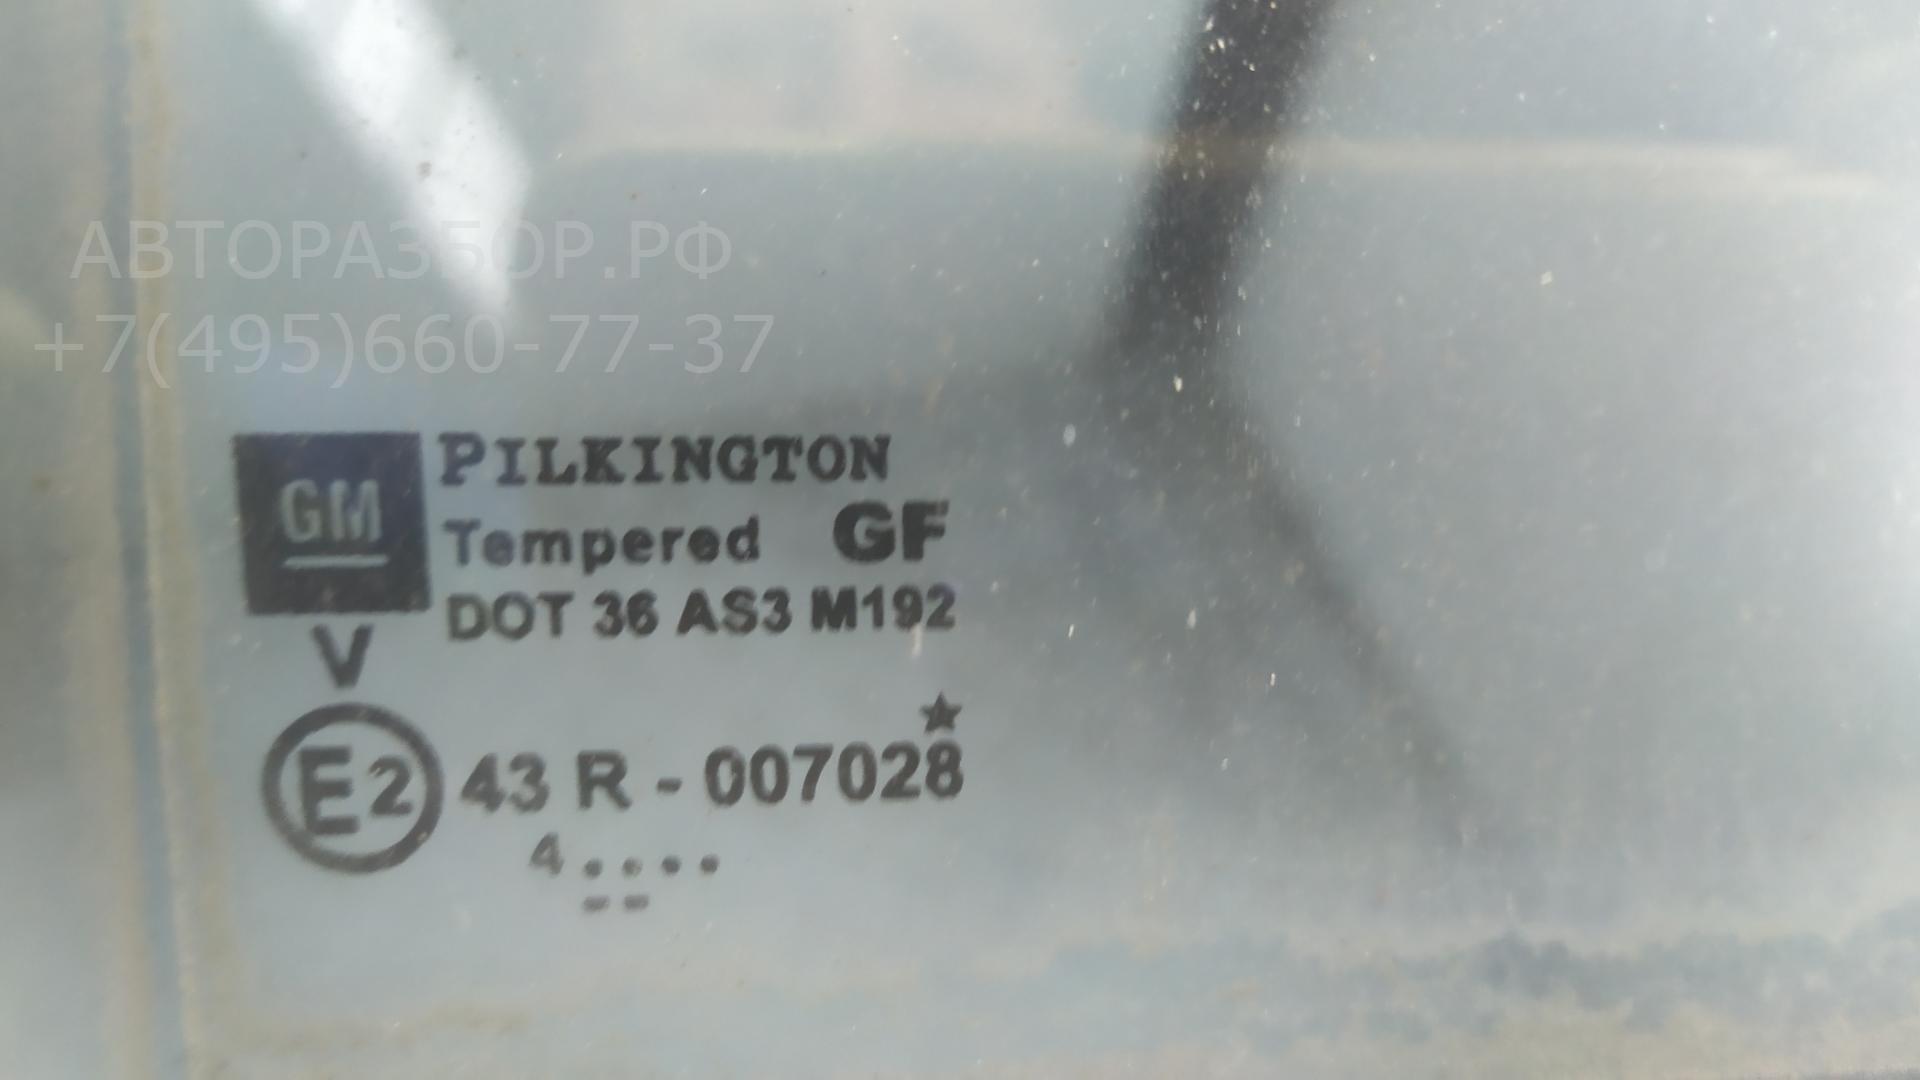 АВТОРАЗБОР.РФ
+7(495)660-77-37
GM
PILKINGTON
Tempered GF
DOT 36 AS3 M192
V
E2 43 R - 007028
4....